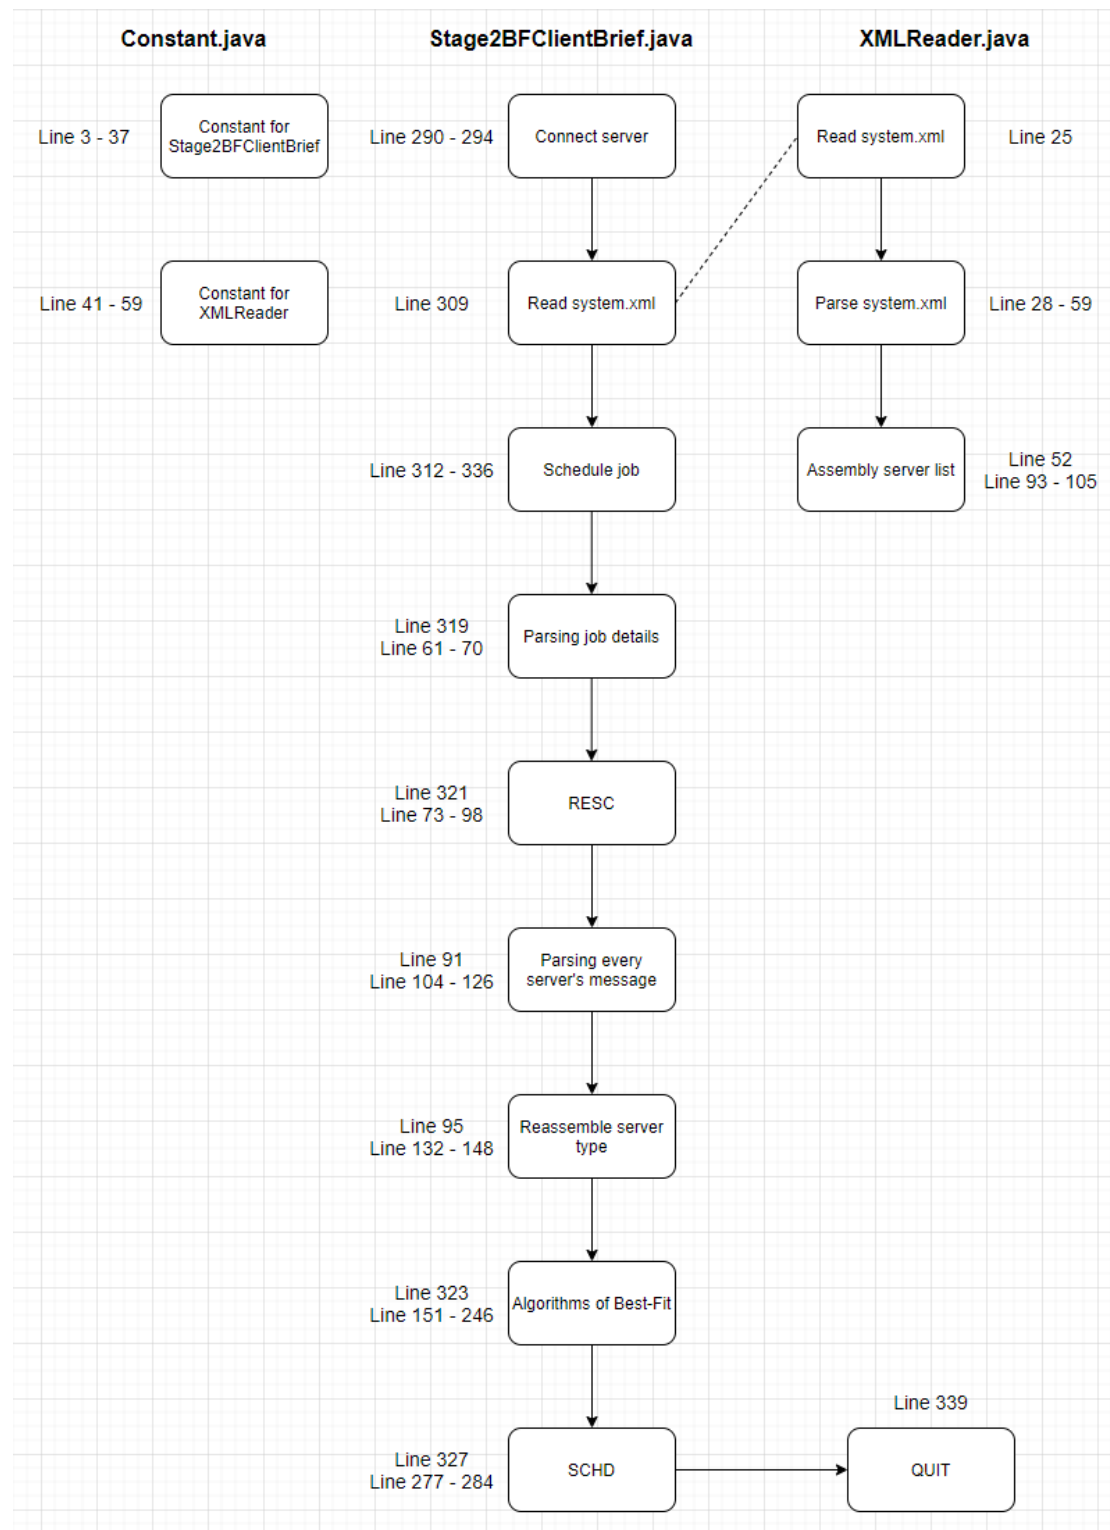 Constant.java
Stage2BFClientBrief.java
XMLReader.java
Line 3 - 37
Constant for
Stage2BFClientBrief
Line 290 - 294
Connect server
Read system.xml
Line 25
Line 41 - 59
Constant for
XMLReader
Line 309
Read system.xml
Parse system.xml
Line 28 - 59
Line 312 - 336
Schedule job
Assembly server list
Line 52
Line 93 - 105
Line 319
Line 61 - 70
Parsing job details
Line 321
Line 73 - 98
RESC
Line 91
Line 104 - 126
Parsing every
server's message
Line 95
Line 132 - 148
Reassemble server
type
Line 323
Line 151 - 246
Algorithms of Best-Fit
Line 339
Line 327
Line 277 - 284
SCHD
QUIT